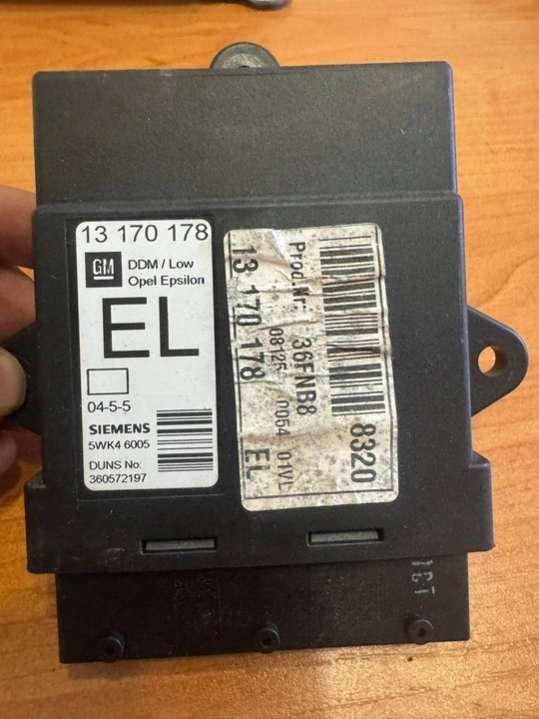 13 170 178
GM
DDM / Low
Opel Epsilon
EL
04-5-5
SIEMENS
5WK4 6005
DUNS No:
360572197
8320
Prod.Nr: 36FNB8
0054 01VL
13 170 178 EL